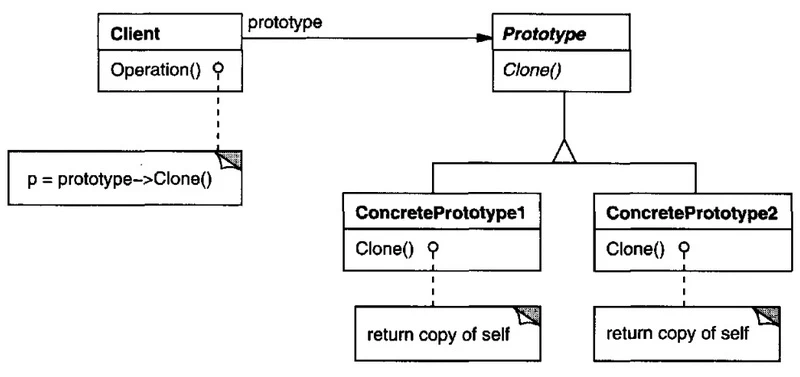 prototype
Client
Prototype
Operation()
Clone()
p = prototype->Clone()
ConcretePrototype1
ConcretePrototype2
Clone()
Clone()
return copy of self
return copy of self